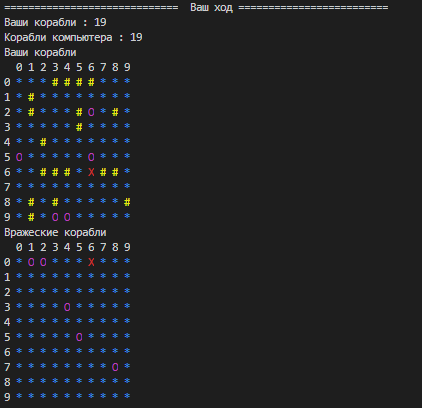 ============================= Ваш ход =========================
Ваши корабли : 19
Корабли компьютера : 19
Ваши корабли
0 1 2 3 4 5 6 7 8 9
0 * * * # # # # * * *
1 * # * * * * * * * *
2 * # * * * # O * # *
3 * * * * * # * * * *
4 * * # * * * * * * *
5 O * * * * * O * * *
6 * * # # # * X # # *
7 * * * * * * * * * *
8 * # * # * * * * * #
9 * # * O O * * * * *
Вражеские корабли
0 1 2 3 4 5 6 7 8 9
0 * O O * * * X * * *
1 * * * * * * * * * *
2 * * * * * * * * * *
3 * * * * O * * * * *
4 * * * * * * * * * *
5 * * * * * O * * * *
6 * * * * * * * * * *
7 * * * * * * * * O *
8 * * * * * * * * * *
9 * * * * * * * * * *